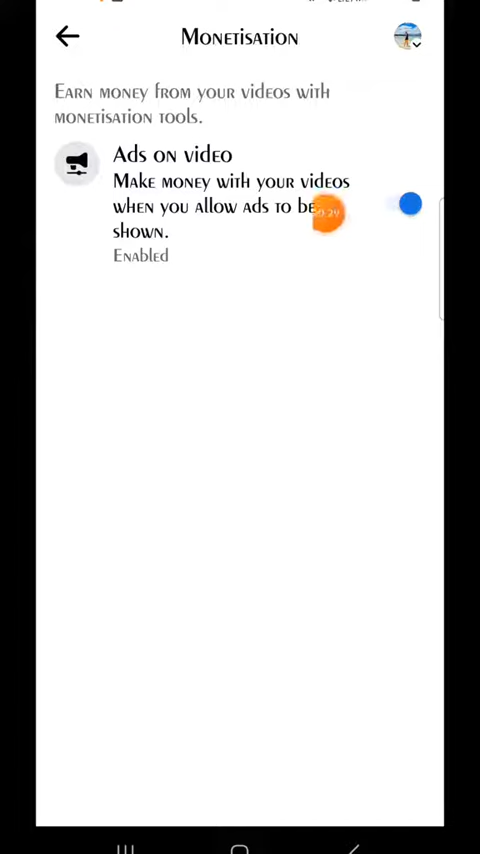 Monetisation
Earn money from your videos with
monetisation tools.
Ads on video
Make money with your videos
when you allow ads to be
shown.
Enabled